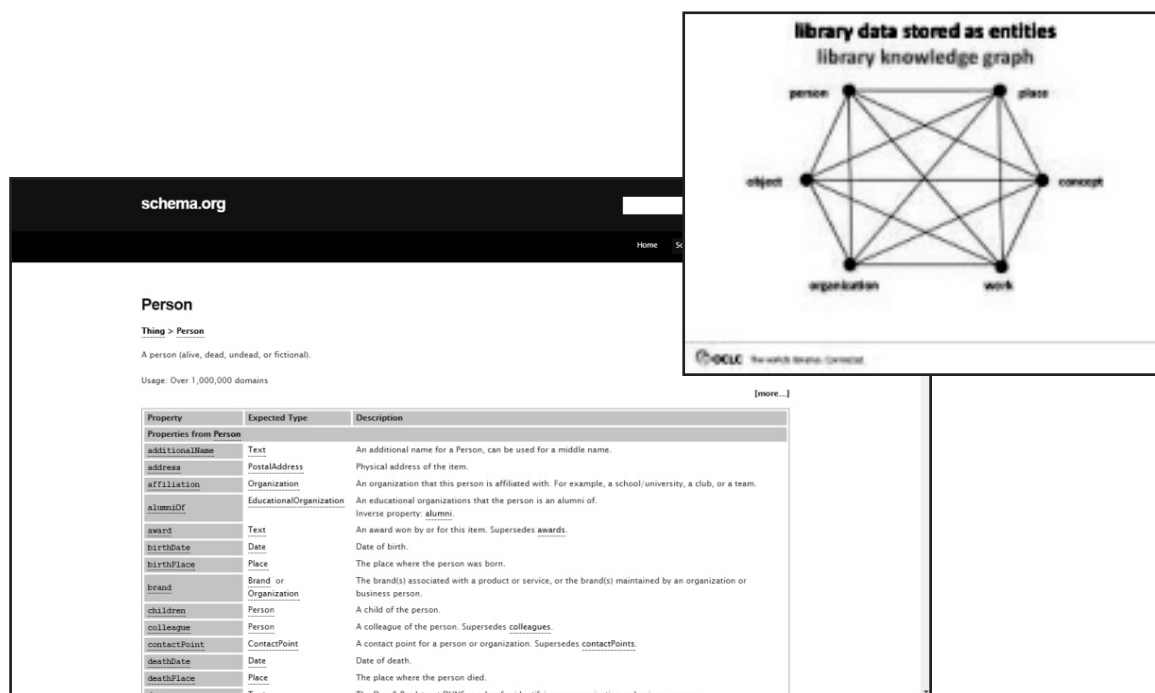 library data stored as entities
library knowledge graph
person
place
object
concept
organization
work
OCLC The world's libraries. Connected.
schema.org
Home
Person
Thing > Person
A person (alive, dead, undead, or fictional).
Usage: Over 1,000,000 domains
[more...]
Property Expected Type Description
Properties from Person
additionalName Text An additional name for a Person, can be used for a middle name.
address PostalAddress Physical address of the item.
affiliation Organization An organization that this person is affiliated with. For example, a school/university, a club, or a team.
alumniOf EducationalOrganization An educational organizations that the person is an alumni of.
Inverse property: alumni.
award Text An award won by or for this item. Supersedes awards.
birthDate Date Date of birth.
birthPlace Place The place where the person was born.
brand Brand or Organization The brand(s) associated with a product or service, or the brand(s) maintained by an organization or
business person.
children Person A child of the person.
colleague Person A colleague of the person. Supersedes colleagues.
contactPoint ContactPoint A contact point for a person or organization. Supersedes contactPoints.
deathDate Date Date of death.
deathPlace Place The place where the person died.